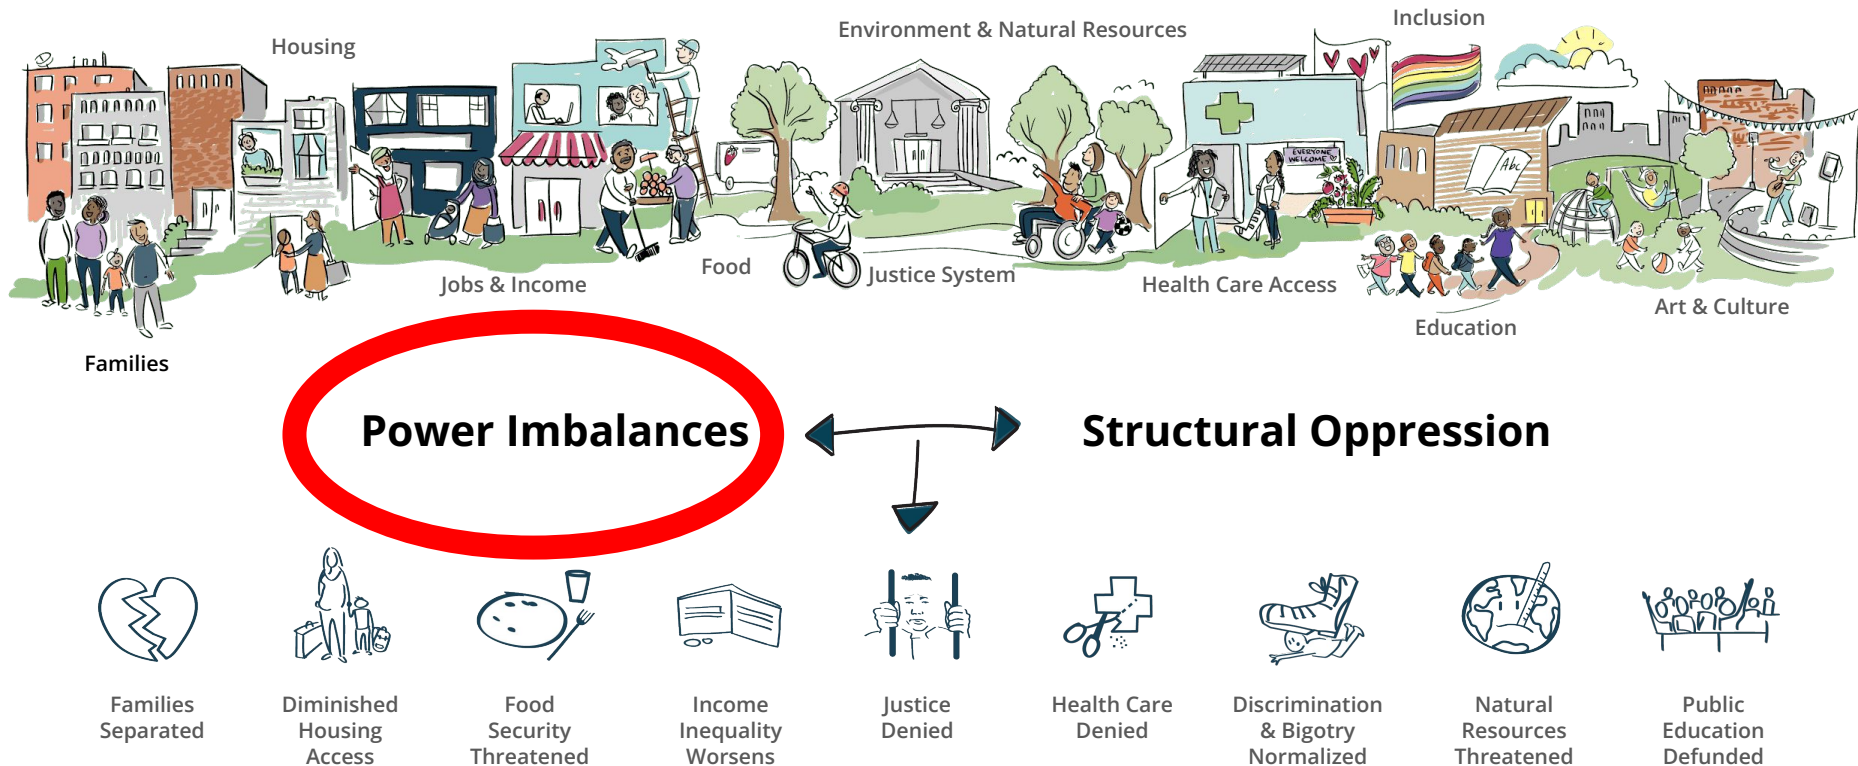 Housing
Environment & Natural Resources
Inclusion
EVERYONE
WELCOME
Abc
Jobs & Income
Food
Justice System
Health Care Access
Education
Art & Culture
Families
Power Imbalances
Structural Oppression
Families
Separated
Diminished
Housing
Access
Food
Security
Threatened
Income
Inequality
Worsens
Justice
Denied
Health Care
Denied
Discrimination
& Bigotry
Normalized
Natural
Resources
Threatened
Public
Education
Defunded